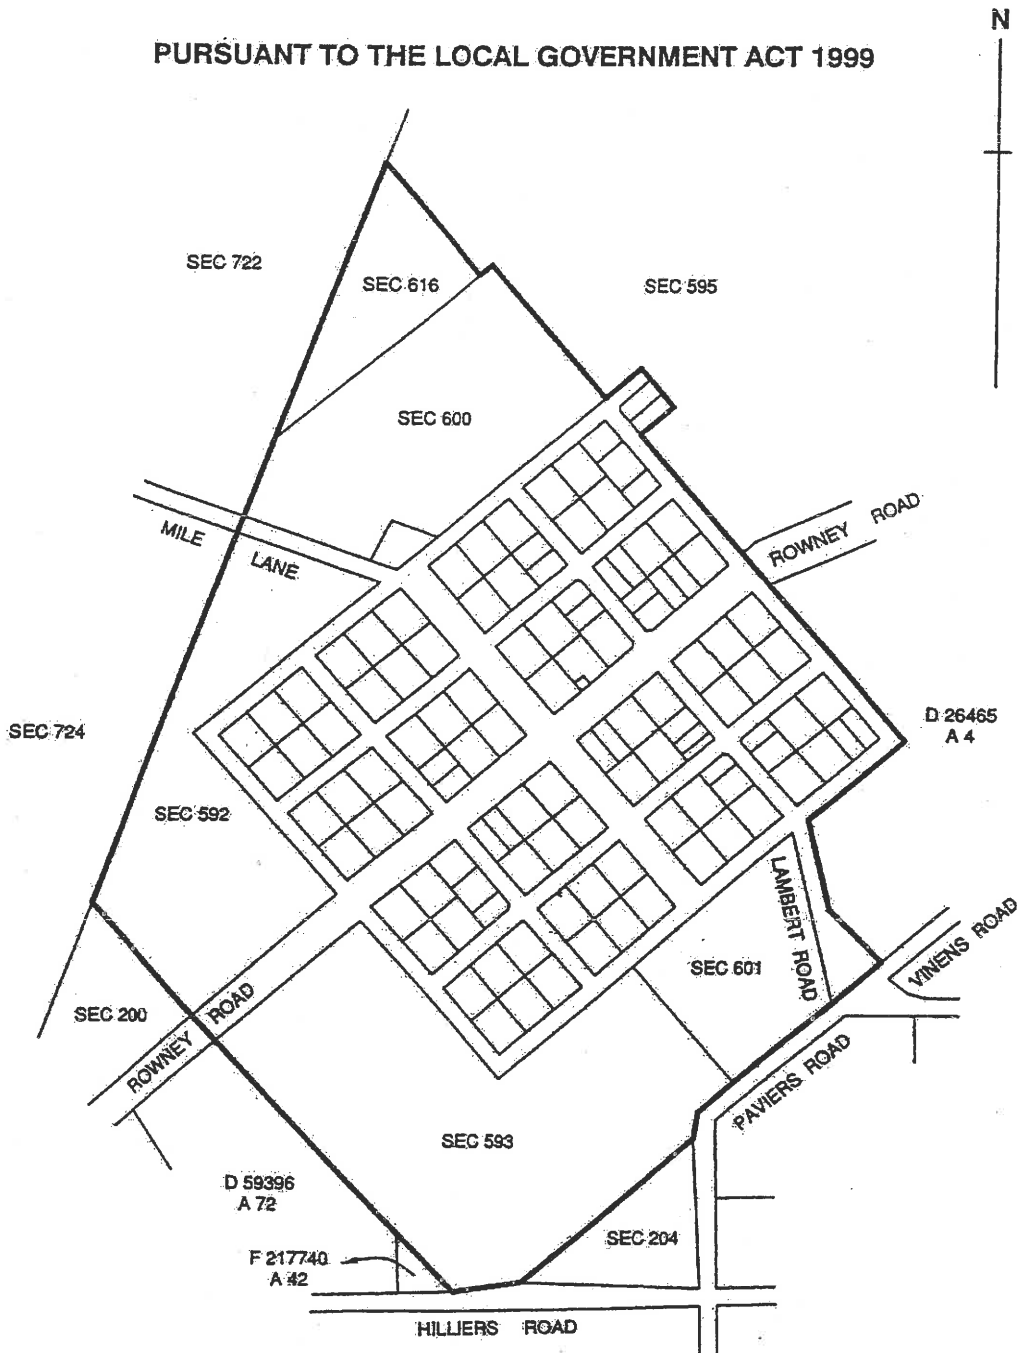 N
PURSUANT TO THE LOCAL GOVERNMENT ACT 1999
SEC 722
SEC 616
SEC 595
SEC 600
MILE LANE
ROWNEY ROAD
SEC 724
D 26465
A 4
SEC 592
LAMBERT ROAD
VINENS ROAD
SEC 601
SEC 200
ROWNEY ROAD
PAVIERS ROAD
SEC 593
D 59396
A 72
SEC 204
F 217740
A 42
HILLIERS ROAD